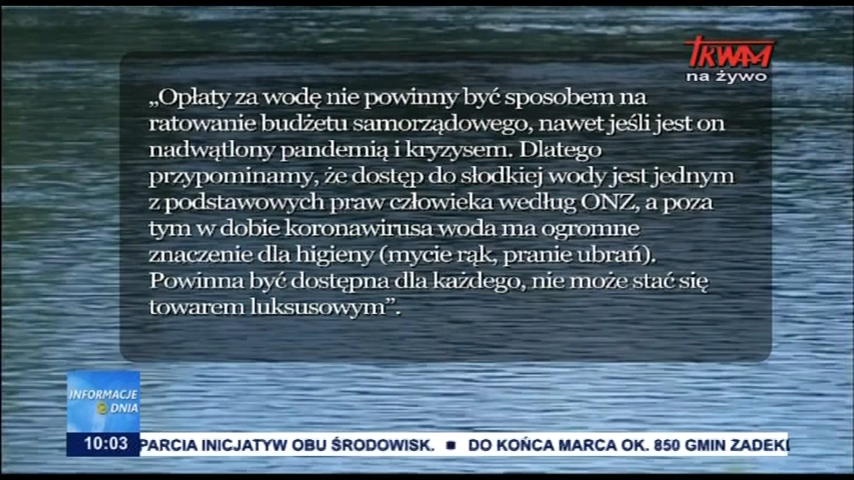 TRWAM
na żywo
„Opłaty za wodę nie powinny być sposobem na
ratowanie budżetu samorządowego, nawet jeśli jest on
nadwątlony pandemią i kryzysem. Dlatego
przypominamy, że dostęp do słodkiej wody jest jednym
z podstawowych praw człowieka według ONZ, a poza
tym w dobie koronawirusa woda ma ogromne
znaczenie dla higieny (mycie rąk, pranie ubrań).
Powinna być dostępna dla każdego, nie może stać się
towarem luksusowym”.
INFORMACJE
DNIA
10:03 PARCIA INICJATYW OBU ŚRODOWISK. ■ DO KOŃCA MARCA OK. 850 GMIN ZADEKL